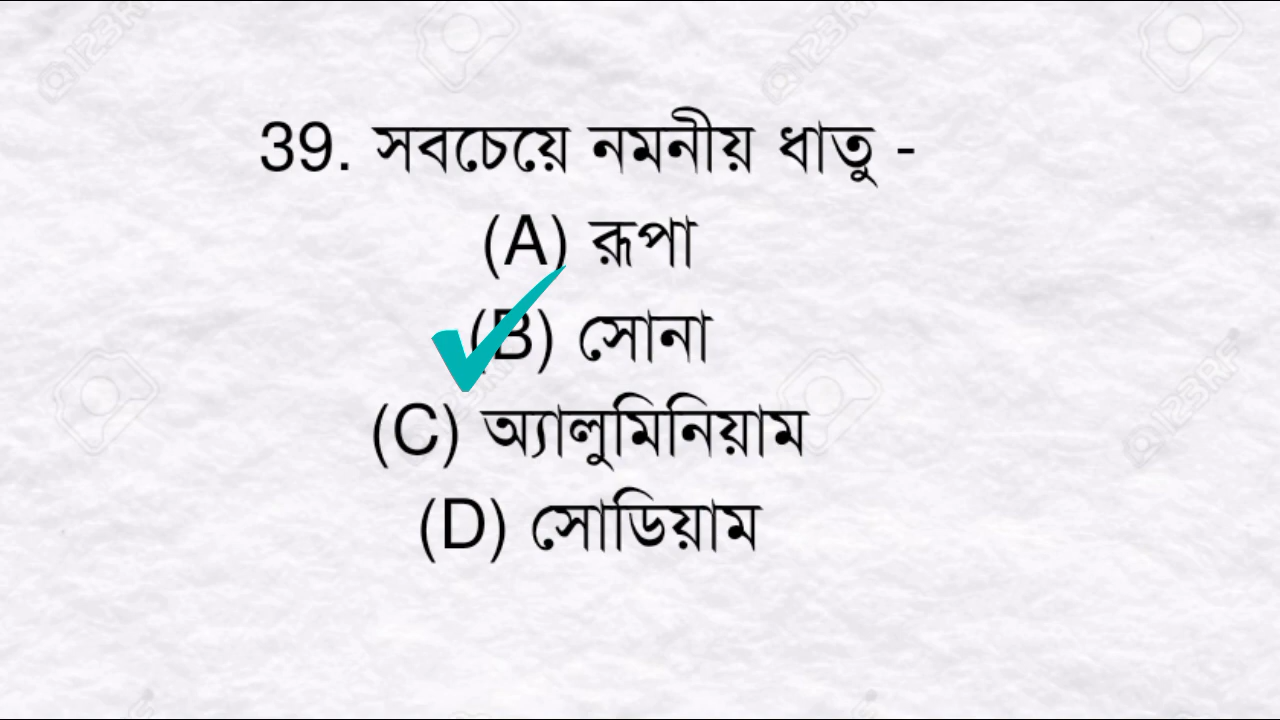 39. সবচেয়ে নমনীয় ধাতু -
(A) রূপা
(B) সোনা
(C) অ্যালুমিনিয়াম
(D) সোডিয়াম